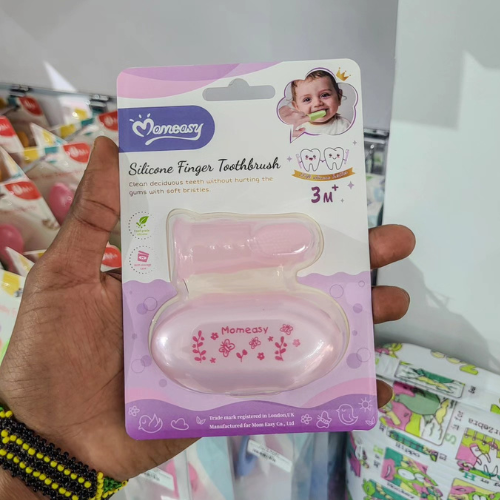 Momeasy
Silicone Finger Toothbrush
Clean deciduous teeth without hurting the
gums with soft bristles.
3M+
Momeasy
Trade mark registered in London,UK
Manufactured for Mom Easy Co., Ltd